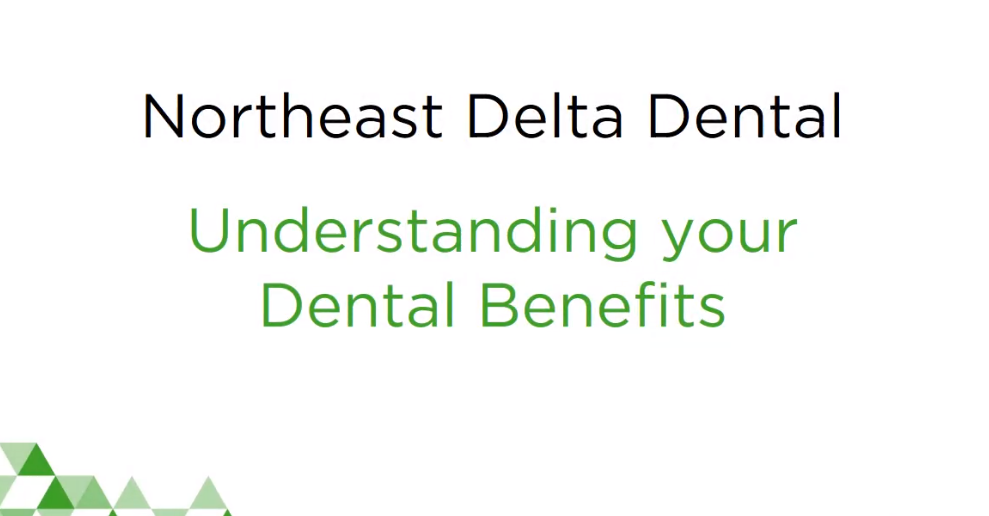 Northeast Delta Dental
Understanding your
Dental Benefits